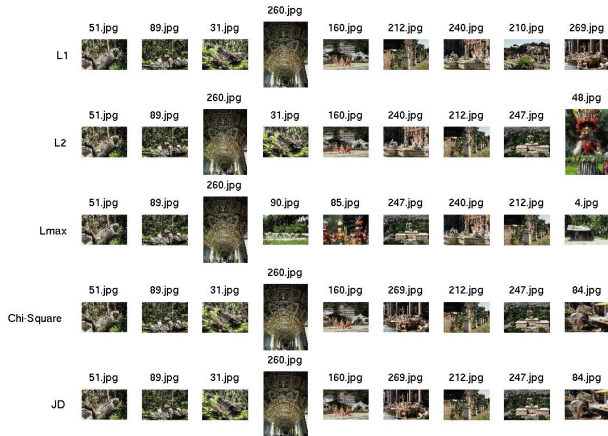 260.jpg
51.jpg 89.jpg 31.jpg 160.jpg 212.jpg 240.jpg 210.jpg 269.jpg
L1
260.jpg 48.jpg
51.jpg 89.jpg 31.jpg 160.jpg 240.jpg 212.jpg 247.jpg
L2
260.jpg
51.jpg 89.jpg 90.jpg 85.jpg 247.jpg 240.jpg 212.jpg 4.jpg
Lmax
260.jpg
51.jpg 89.jpg 31.jpg 160.jpg 269.jpg 212.jpg 247.jpg 84.jpg
Chi-Square
260.jpg
51.jpg 89.jpg 31.jpg 160.jpg 269.jpg 212.jpg 247.jpg 84.jpg
JD